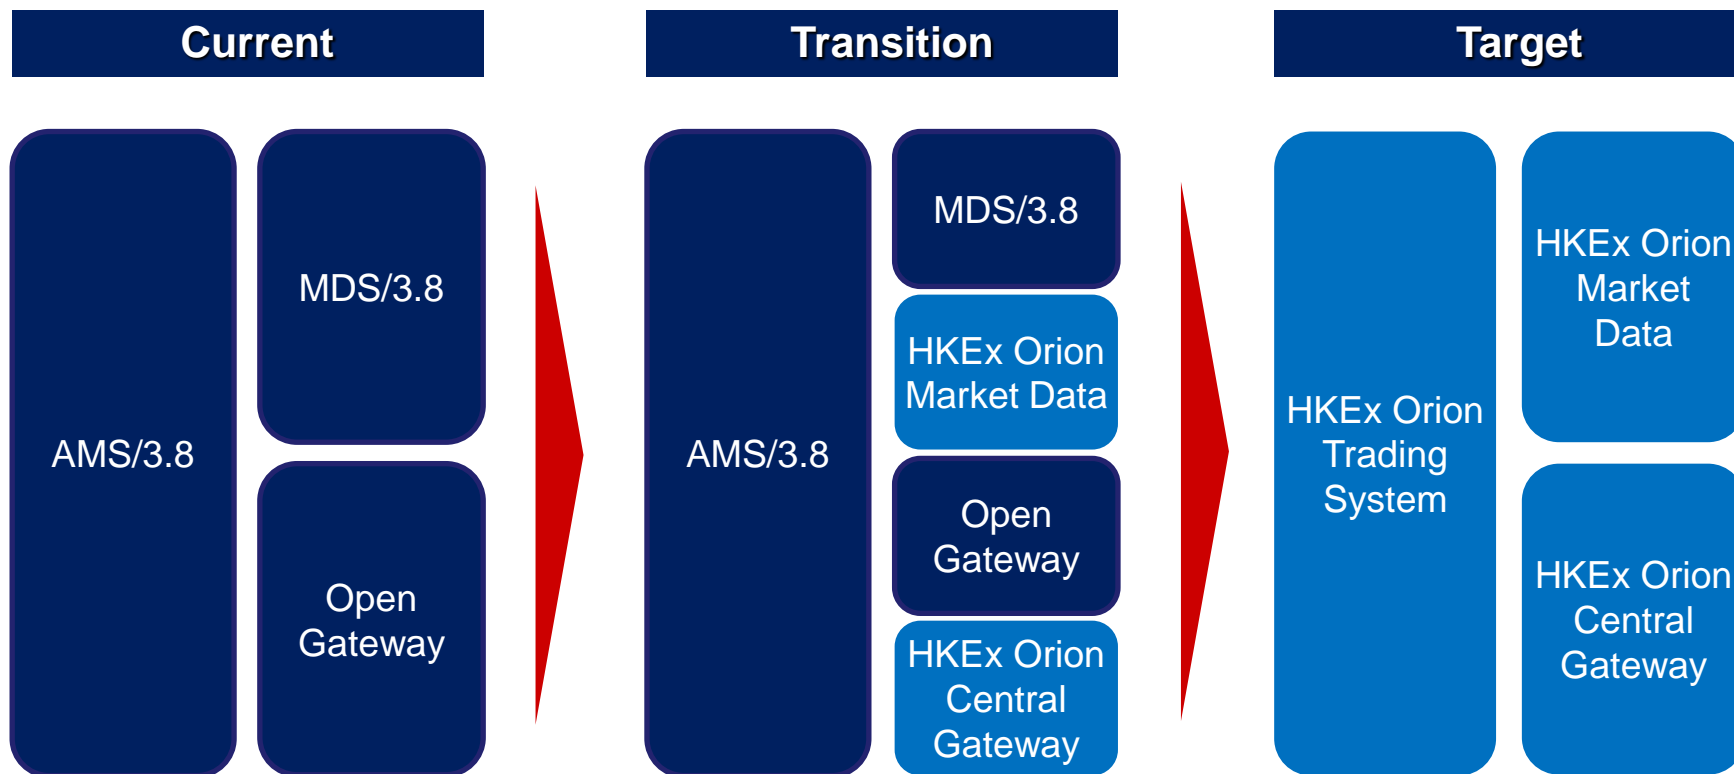 Current
Transition
Target
AMS/3.8
MDS/3.8
Open
Gateway
AMS/3.8
MDS/3.8
HKEx Orion
Market Data
Open
Gateway
HKEx Orion
Central
Gateway
HKEx Orion
Trading
System
HKEx Orion
Market
Data
HKEx Orion
Central
Gateway